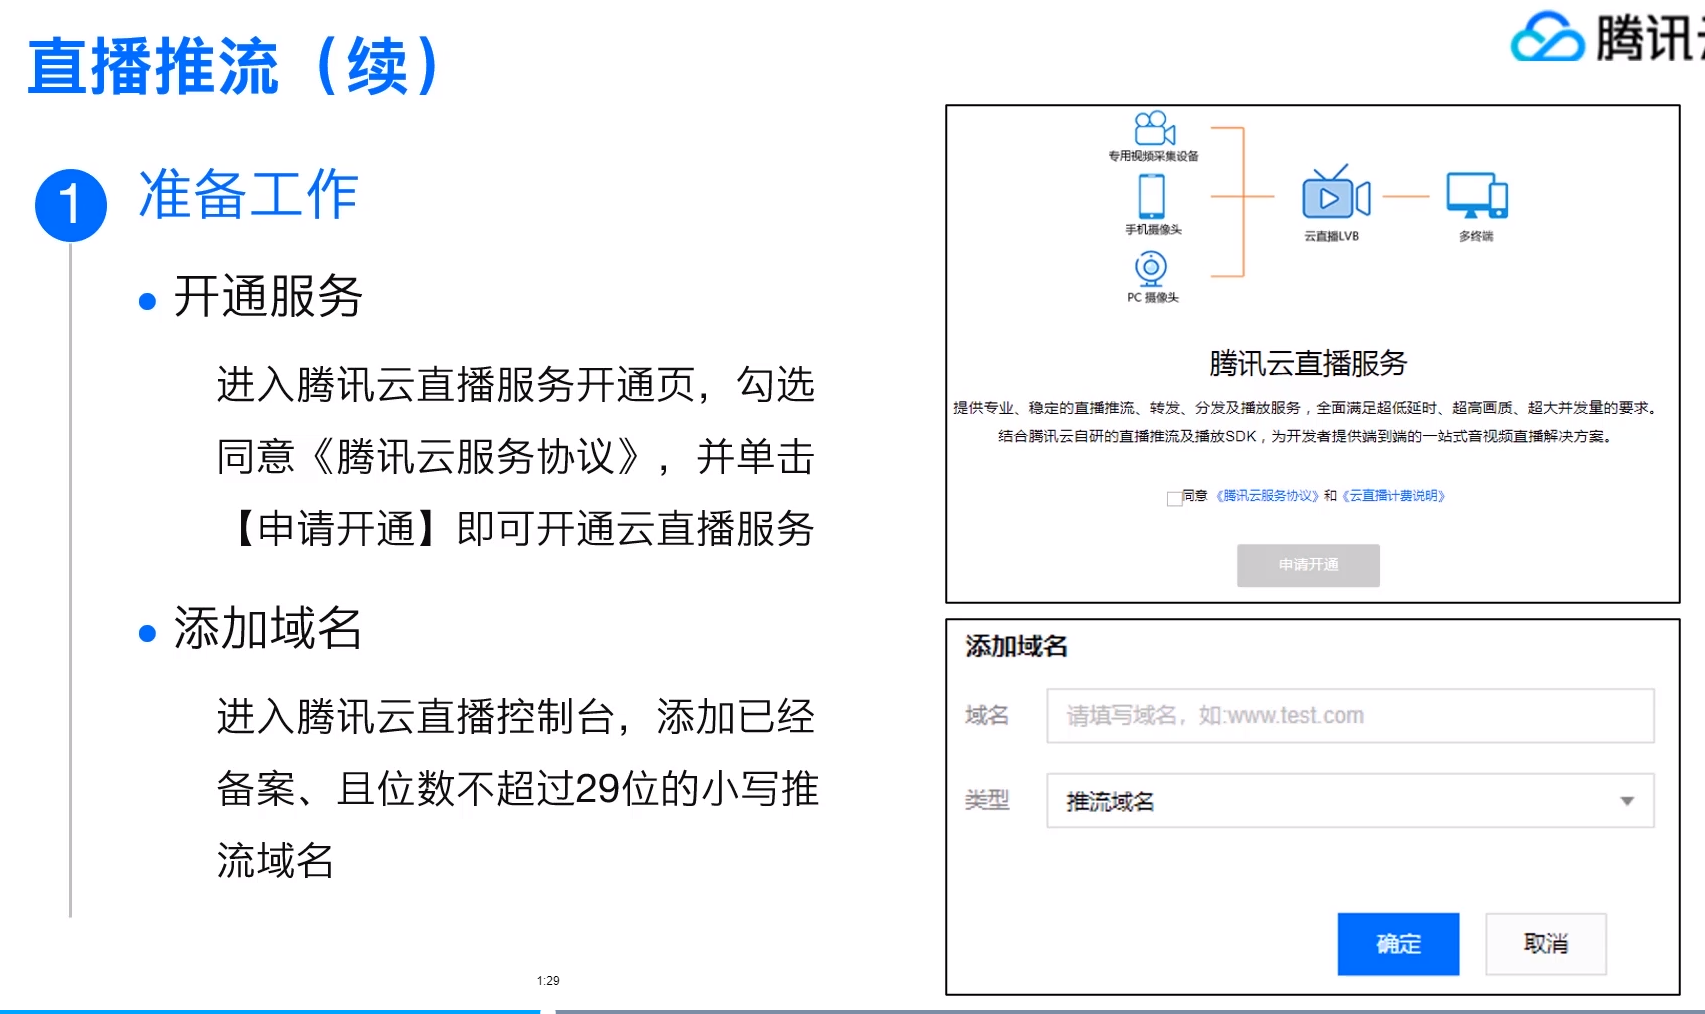 直播推流（续）
腾讯
1
准备工作
开通服务
进入腾讯云直播服务开通页，勾选
同意《腾讯云服务协议》，并单击
【申请开通】即可开通云直播服务
添加域名
进入腾讯云直播控制台，添加已经
备案、且位数不超过29位的小写推
流域名
专用视频采集设备
手机摄像头
PC 摄像头
云直播LVB
多终端
腾讯云直播服务
提供专业、稳定的直播推流、转发、分发及播放服务，全面满足超低延时、超高画质、超大并发量的要求。
结合腾讯云自研的直播推流及播放SDK，为开发者提供端到端的一站式音视频直播解决方案。
同意《腾讯云服务协议》和《云直播计费说明》
申请开通
添加域名
域名 请填写域名，如:www.test.com
类型 推流域名
确定 取消
1:29